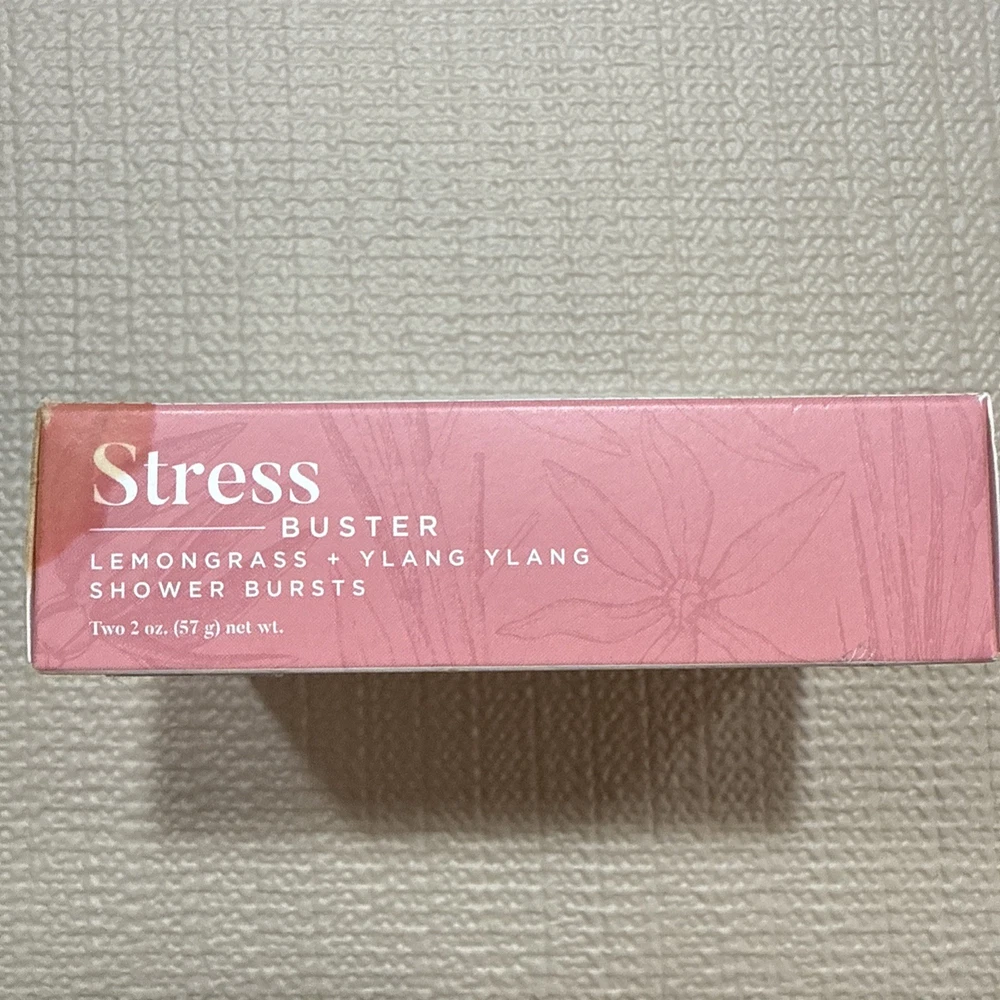 Stress
BUSTER
LEMONGRASS + YLANG YLANG
SHOWER BURSTS
Two 2 oz. (57 g) net wt.